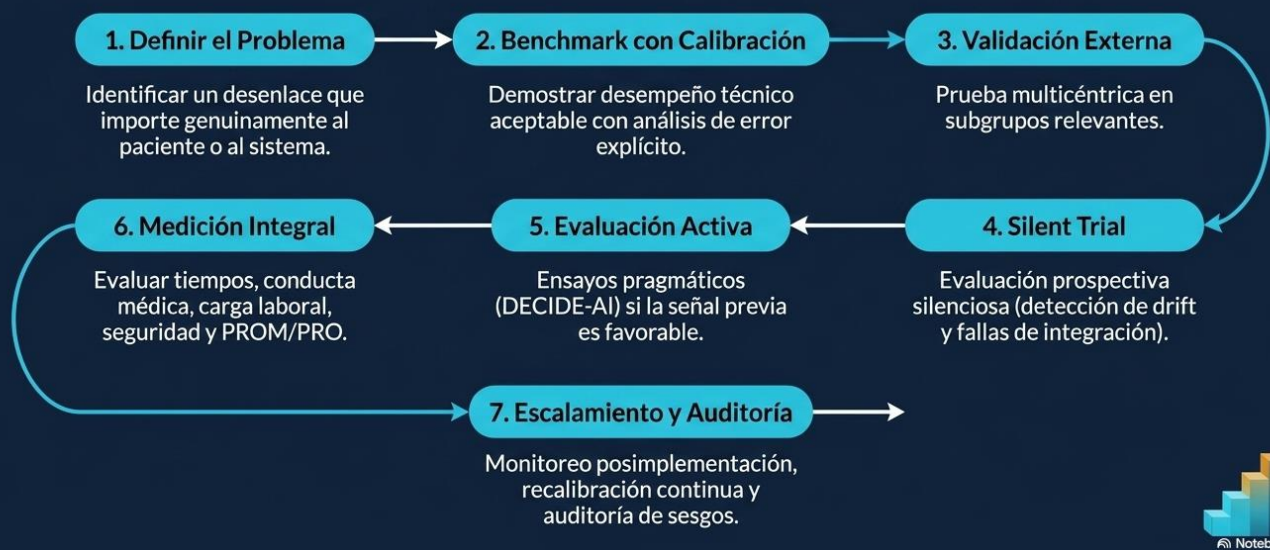 1. Definir el Problema
Identificar un desenlace que
importe genuinamente al
paciente o al sistema.
2. Benchmark con Calibración
Demostrar desempeño técnico
aceptable con análisis de error
explícito.
3. Validación Externa
Prueba multicéntrica en
subgrupos relevantes.
4. Silent Trial
Evaluación prospectiva
silenciosa (detección de drift
y fallas de integración).
5. Evaluación Activa
Ensayos pragmáticos
(DECIDE-AI) si la señal previa
es favorable.
6. Medición Integral
Evaluar tiempos, conducta
médica, carga laboral,
seguridad y PROM/PRO.
7. Escalamiento y Auditoría
Monitoreo posimplementación,
recalibración continua y
auditoría de sesgos.
Noteb